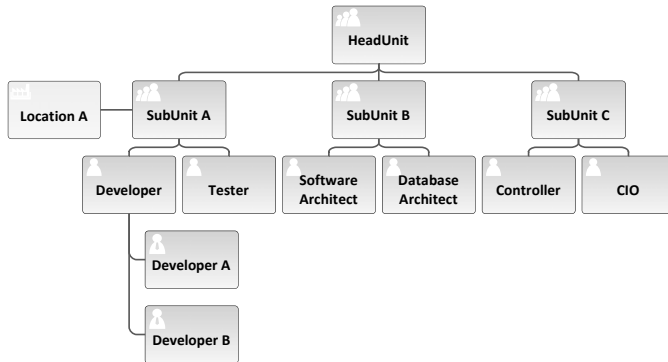 HeadUnit
Location A
SubUnit A
SubUnit B
SubUnit C
Developer
Tester
Software
Architect
Database
Architect
Controller
CIO
Developer A
Developer B